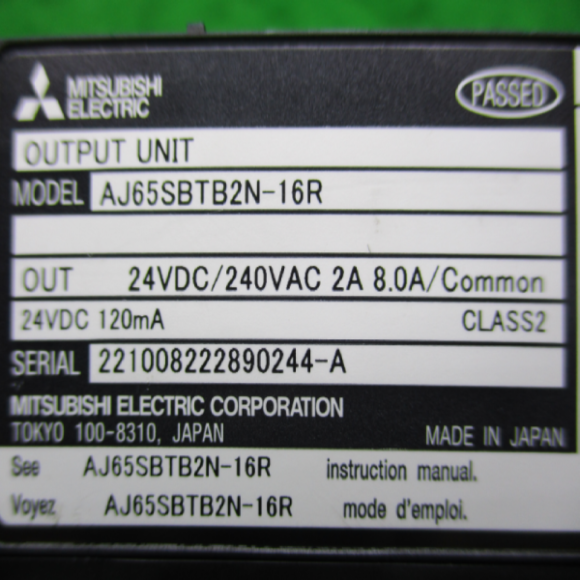 MITSUBISHI
ELECTRIC
PASSED
OUTPUT UNIT
MODEL AJ65SBTB2N-16R
OUT 24VDC/240VAC 2A 8.0A/Common
24VDC 120mA CLASS2
SERIAL 221008222890244-A
MITSUBISHI ELECTRIC CORPORATION
TOKYO 100-8310, JAPAN MADE IN JAPAN
See AJ65SBTB2N-16R instruction manual.
Voyez AJ65SBTB2N-16R mode d'emploi.